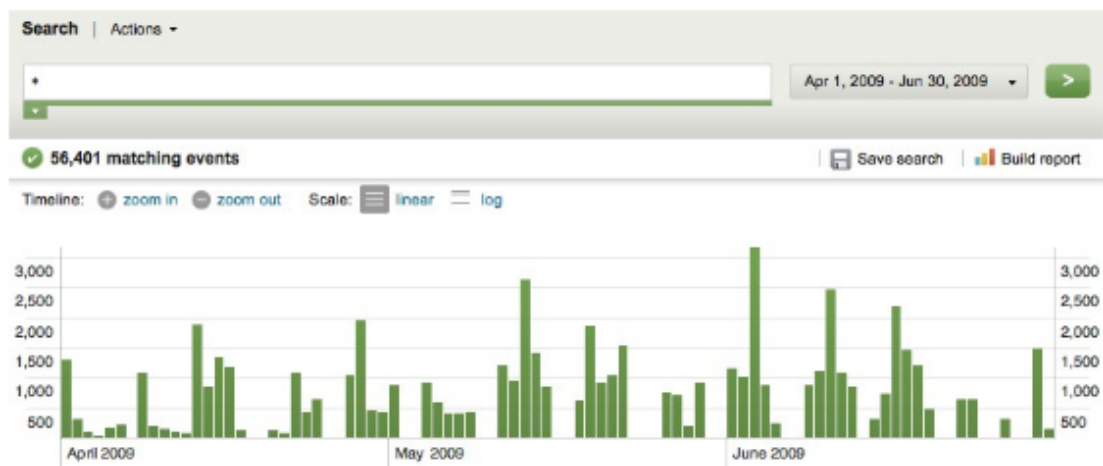 Search | Actions
*
Apr 1, 2009 - Jun 30, 2009 >
56,401 matching events
Save search | Build report
Timeline: zoom in zoom out Scale: linear log
3,000 3,000
2,500 2,500
2,000 2,000
1,500 1,500
1,000 1,000
500 500
April 2009 May 2009 June 2009